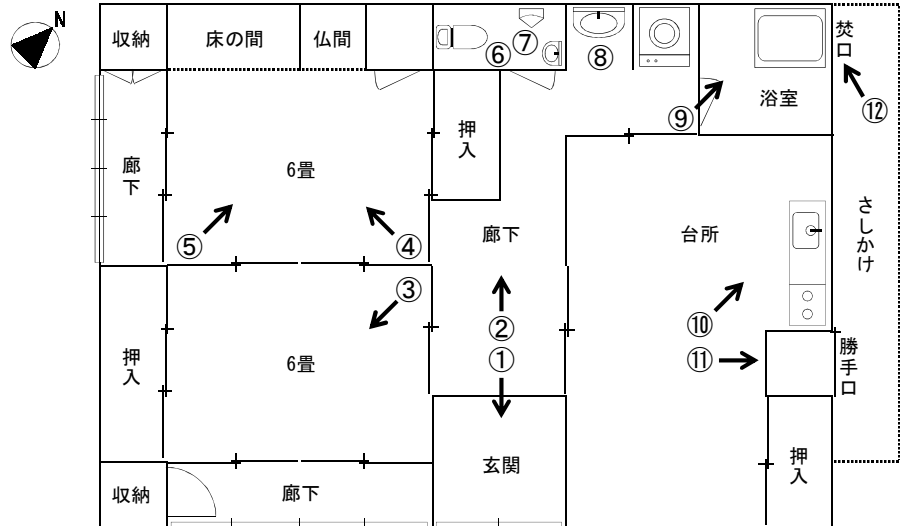 N
収納
床の間
仏間
⑦
⑥
⑧
焚口
浴室
⑨
⑫
押入
廊下
6畳
さしかけ
廊下
台所
⑤
④
③
②
⑩
①
⑪
押入
6畳
勝手口
玄関
押入
収納
廊下